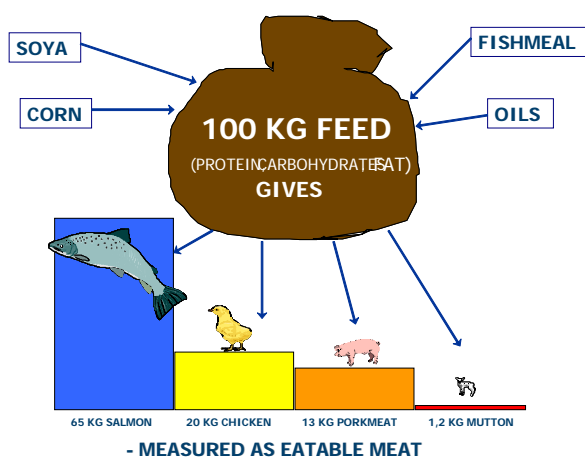 SOYA
FISHMEAL
CORN
OILS
100 KG FEED
(PROTEIN,CARBOHYDRATES, FAT)
GIVES
65 KG SALMON
20 KG CHICKEN
13 KG PORKMEAT
1,2 KG MUTTON
- MEASURED AS EATABLE MEAT